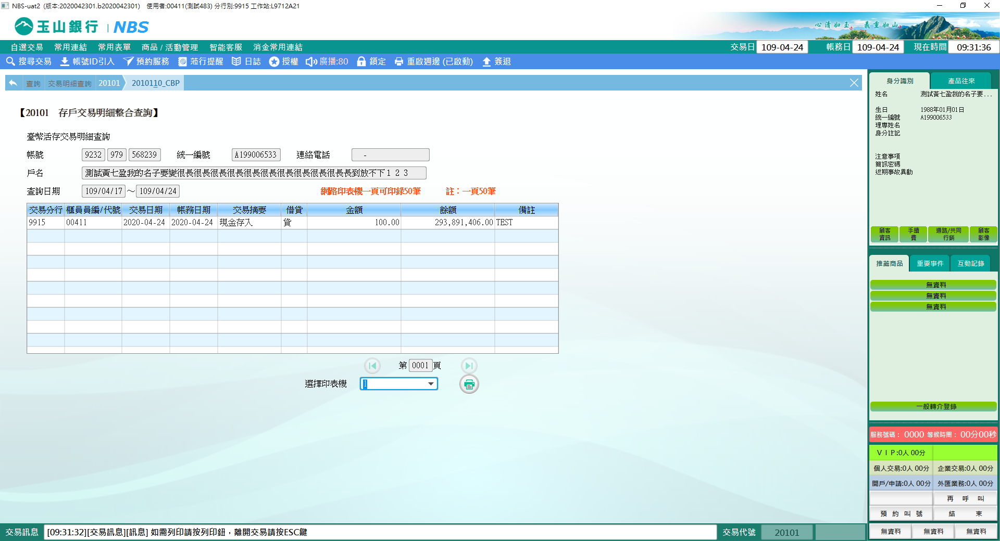 NBS-uat2 (版本:2020042301.b2020042301) 使用者:00411(測試483) 分行別:9915 工作站:L9712A21
玉山銀行 | NBS
心清如玉。義重如山。
自選交易 常用連結 常用表單 商品 / 活動管理 智能客服 消金常用連結 交易日 109-04-24 帳務日 109-04-24 現在時間 09:31:36
搜尋交易 帳號ID引入 預約服務 蒞行提醒 日誌 授權 廣播:80 鎖定 重啟週邊 (已啟動) 簽退
查詢 交易明細查詢 20101 2010110_CBP
【20101 存戶交易明細整合查詢】
臺幣活存交易明細查詢
帳號 9232 979 568239 統一編號 A199006533 連絡電話 -
戶名 測試黃七盈我的名子要變很長很長很長很長很長很長很長很長很長很長很長到放不下１２３
查詢日期 109/04/17 ～ 109/04/24 網路印表機一頁可印錄50筆 註：一頁50筆
交易分行 櫃員員編/代號 交易日期 帳務日期 交易摘要 借貸 金額 餘額 備註
9915 00411 2020-04-24 2020-04-24 現金存入 貸 100.00 293,891,406.00 TEST
第 0001 頁
選擇印表機 1
身分識別 產品往來
姓名 測試黃七盈我的名子要...
生日 1988年01月01日
統一編號 A199006533
理專姓名
身分註記
注意事項
簡訊密碼
近期事故異動
顧客資訊 手續費 通路/共同行銷 顧客影像
推薦商品 重要事件 互動記錄
無資料
無資料
無資料
一般轉介登錄
服務號碼： 0000 等候時間： 00分00秒
ＶＩＰ:0人 00分
個人交易:0人 00分 企業交易:0人 00分
開戶/申請:0人 00分 外匯業務:0人 00分
再 呼 叫
預 約 叫 號 結 束
無資料 無資料 無資料
交易訊息 [09:31:32][交易訊息][訊息] 如需列印請按列印鈕，離開交易請按ESC鍵 交易代號 20101